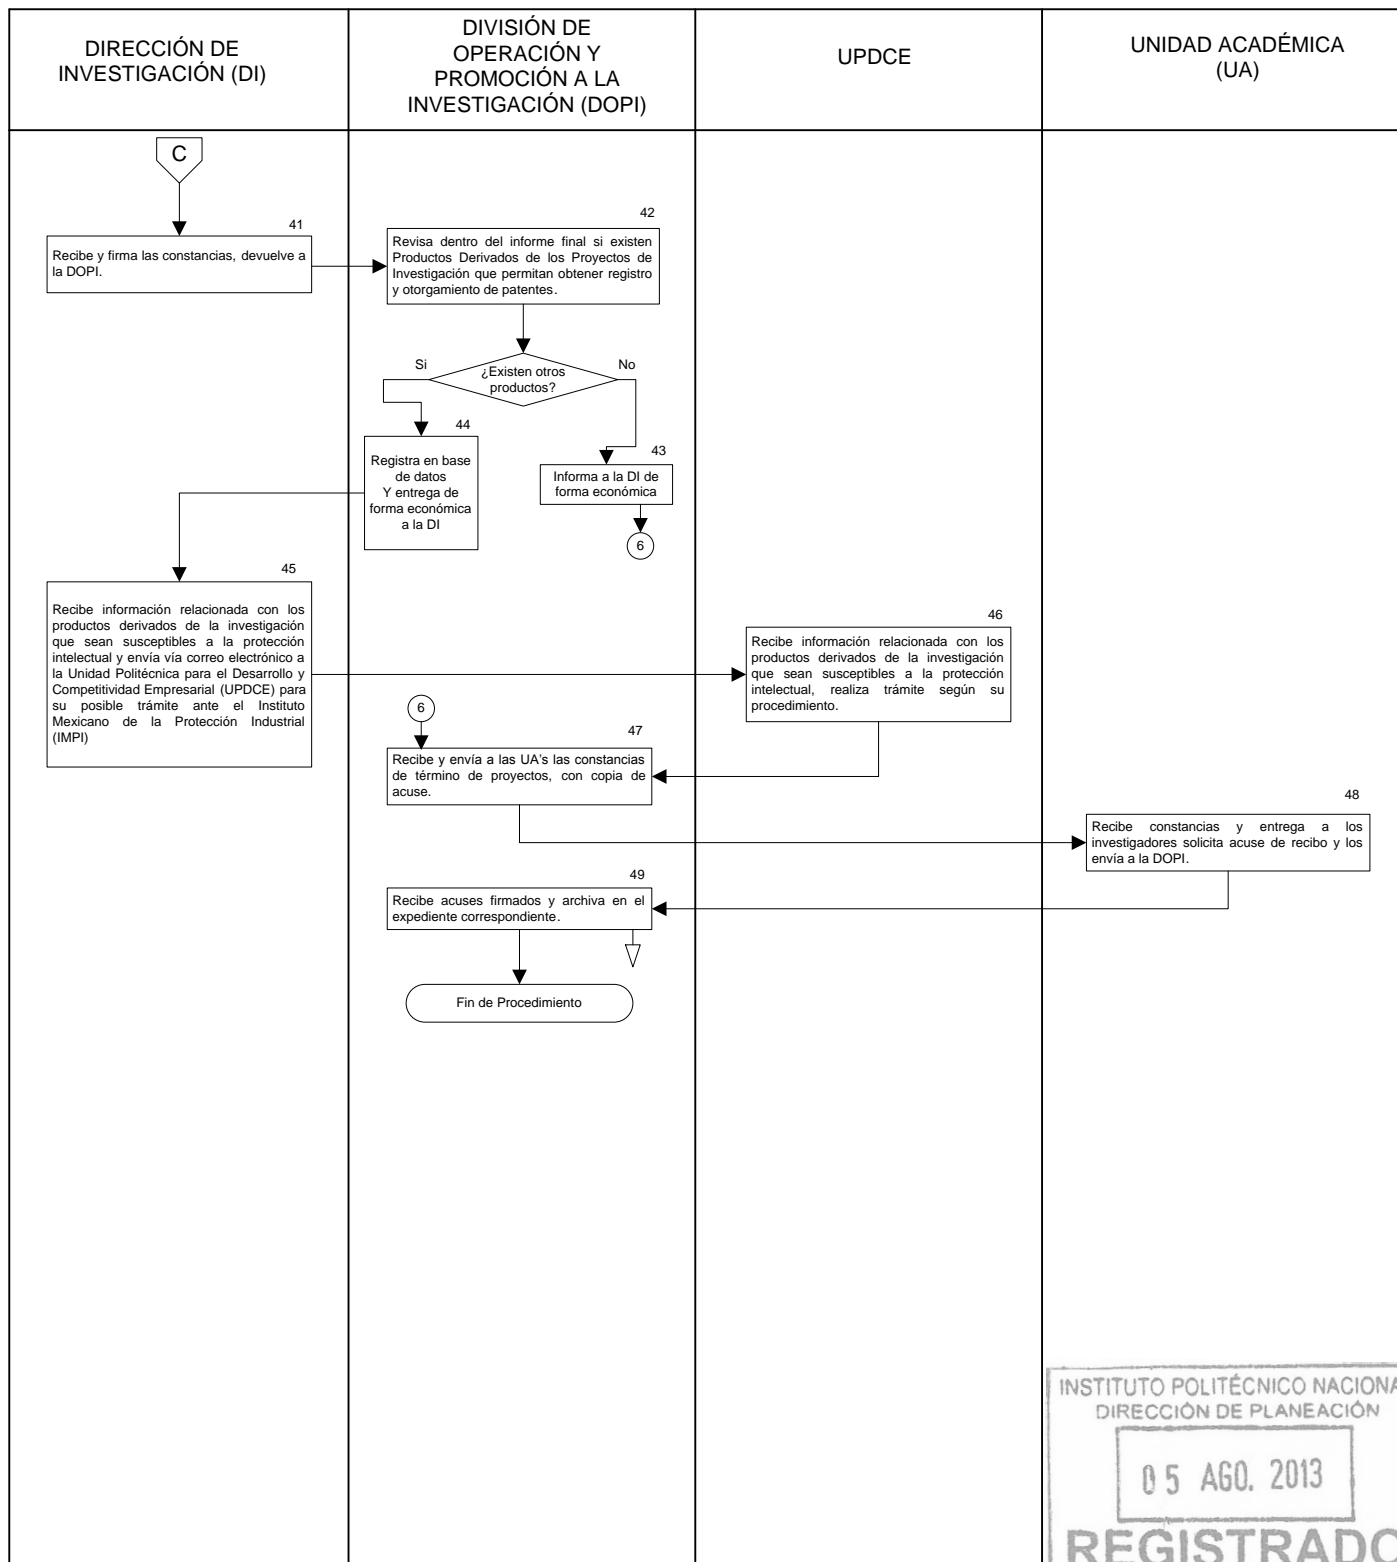 DIRECCIÓN DE
INVESTIGACIÓN (DI)
DIVISIÓN DE
OPERACIÓN Y
PROMOCIÓN A LA
INVESTIGACIÓN (DOPI)
UPDCE
UNIDAD ACADÉMICA
(UA)
C
41
Recibe y firma las constancias, devuelve a
la DOPI.
42
Revisa dentro del informe final si existen
Productos Derivados de los Proyectos de
Investigación que permitan obtener registro
y otorgamiento de patentes.
Si
¿Existen otros
productos?
No
44
Registra en base
de datos
Y entrega de
forma económica
a la DI
43
Informa a la DI de
forma económica
6
45
Recibe información relacionada con los
productos derivados de la investigación
que sean susceptibles a la protección
intelectual y envía vía correo electrónico a
la Unidad Politécnica para el Desarrollo y
Competitividad Empresarial (UPDCE) para
su posible trámite ante el Instituto
Mexicano de la Protección Industrial
(IMPI)
46
Recibe información relacionada con los
productos derivados de la investigación
que sean susceptibles a la protección
intelectual, realiza trámite según su
procedimiento.
6
47
Recibe y envía a las UA's las constancias
de término de proyectos, con copia de
acuse.
48
Recibe constancias y entrega a los
investigadores solicita acuse de recibo y los
envía a la DOPI.
49
Recibe acuses firmados y archiva en el
expediente correspondiente.
Fin de Procedimiento
INSTITUTO POLITÉCNICO NACIONA
DIRECCIÓN DE PLANEACIÓN
05 AGO. 2013
REGISTRADO